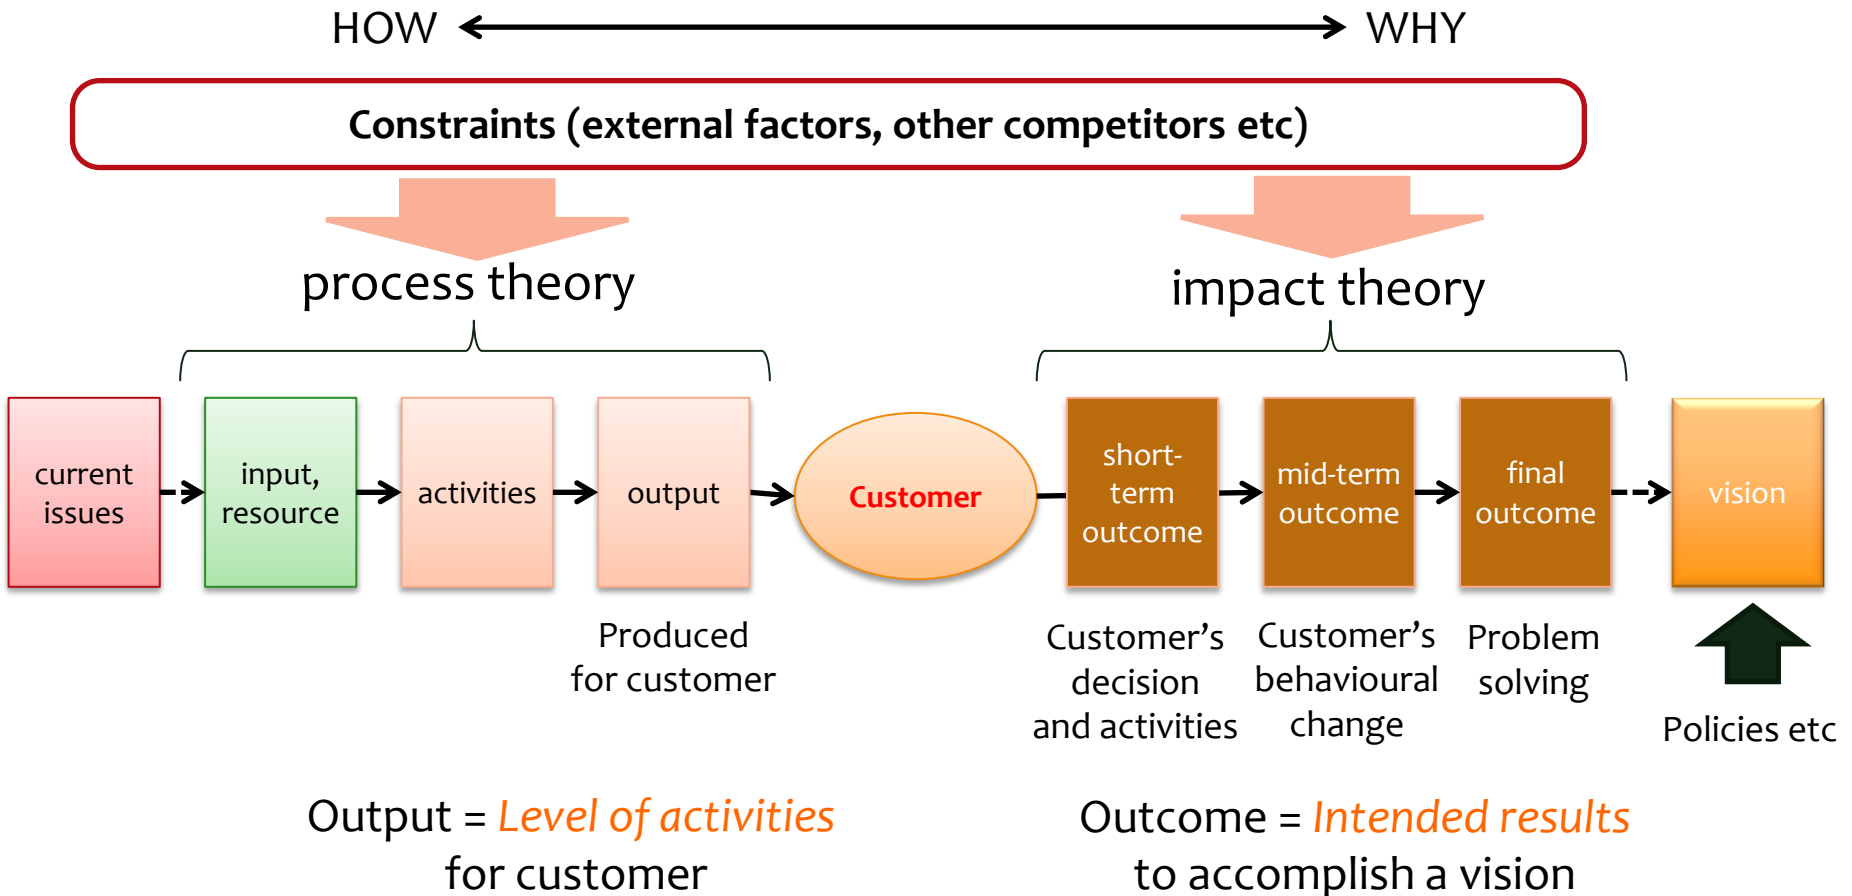 HOW
WHY
Constraints (external factors, other competitors etc)
process theory
impact theory
current
issues
input,
resource
activities
output
Customer
short-
term
outcome
mid-term
outcome
final
outcome
vision
Produced
for customer
Customer’s
decision
and activities
Customer’s
behavioural
change
Problem
solving
Policies etc
Output = Level of activities
for customer
Outcome = Intended results
to accomplish a vision